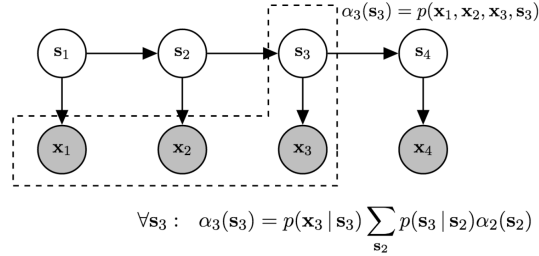 α₃(s₃) = p(x₁, x₂, x₃, s₃)
s₁ s₂ s₃ s₄
x₁ x₂ x₃ x₄
∀s₃ : α₃(s₃) = p(x₃ | s₃) ∑_{s₂} p(s₃ | s₂)α₂(s₂)